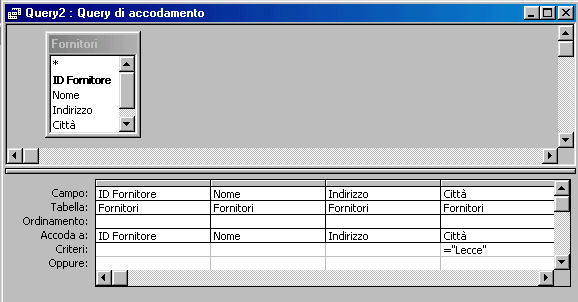 Query2 : Query di accodamento
Fornitori
*
ID Fornitore
Nome
Indirizzo
Città
Campo: ID Fornitore Nome Indirizzo Città
Tabella: Fornitori Fornitori Fornitori Fornitori
Ordinamento:
Accoda a: ID Fornitore Nome Indirizzo Città
Criteri: ="Lecce"
Oppure: